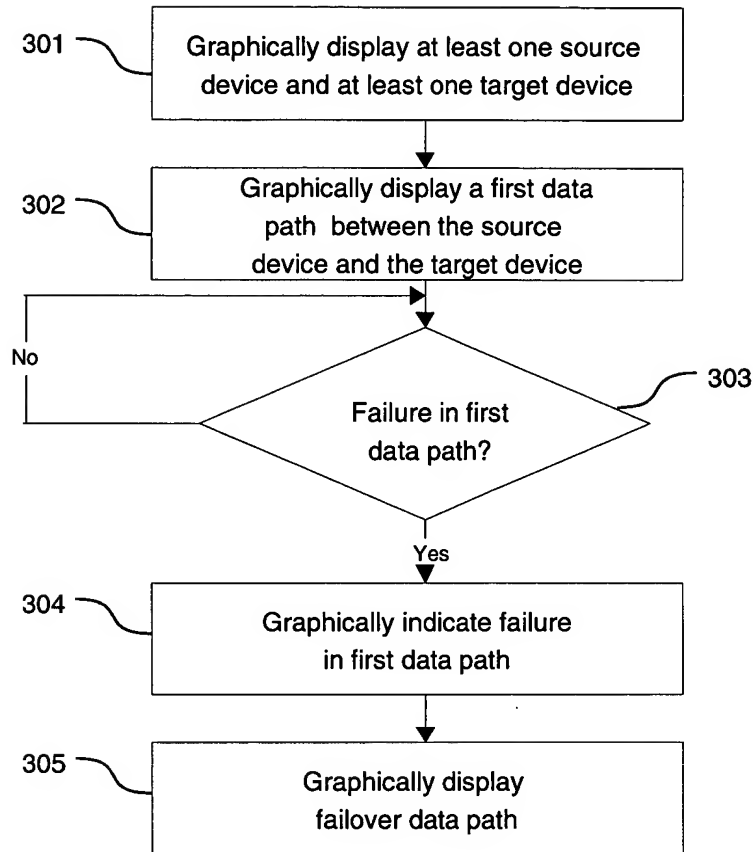 301
Graphically display at least one source
device and at least one target device
302
Graphically display a first data
path between the source
device and the target device
No
303
Failure in first
data path?
Yes
304
Graphically indicate failure
in first data path
305
Graphically display
failover data path